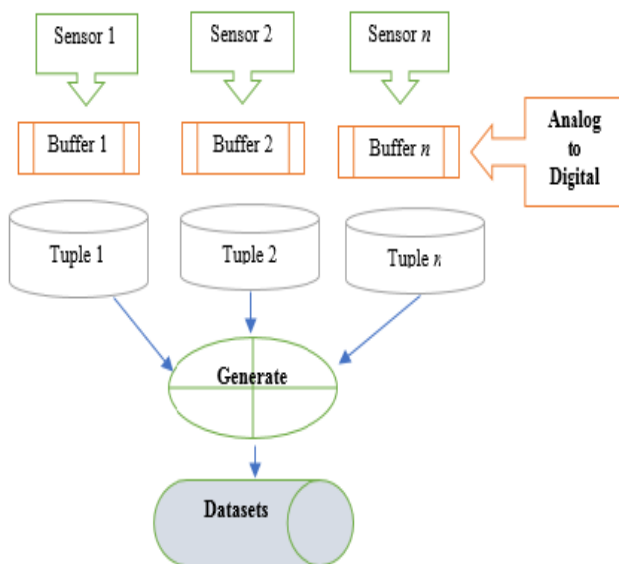 Sensor 1
Sensor 2
Sensor n
Buffer 1
Buffer 2
Buffer n
Analog
to
Digital
Tuple 1
Tuple 2
Tuple n
Generate
Datasets